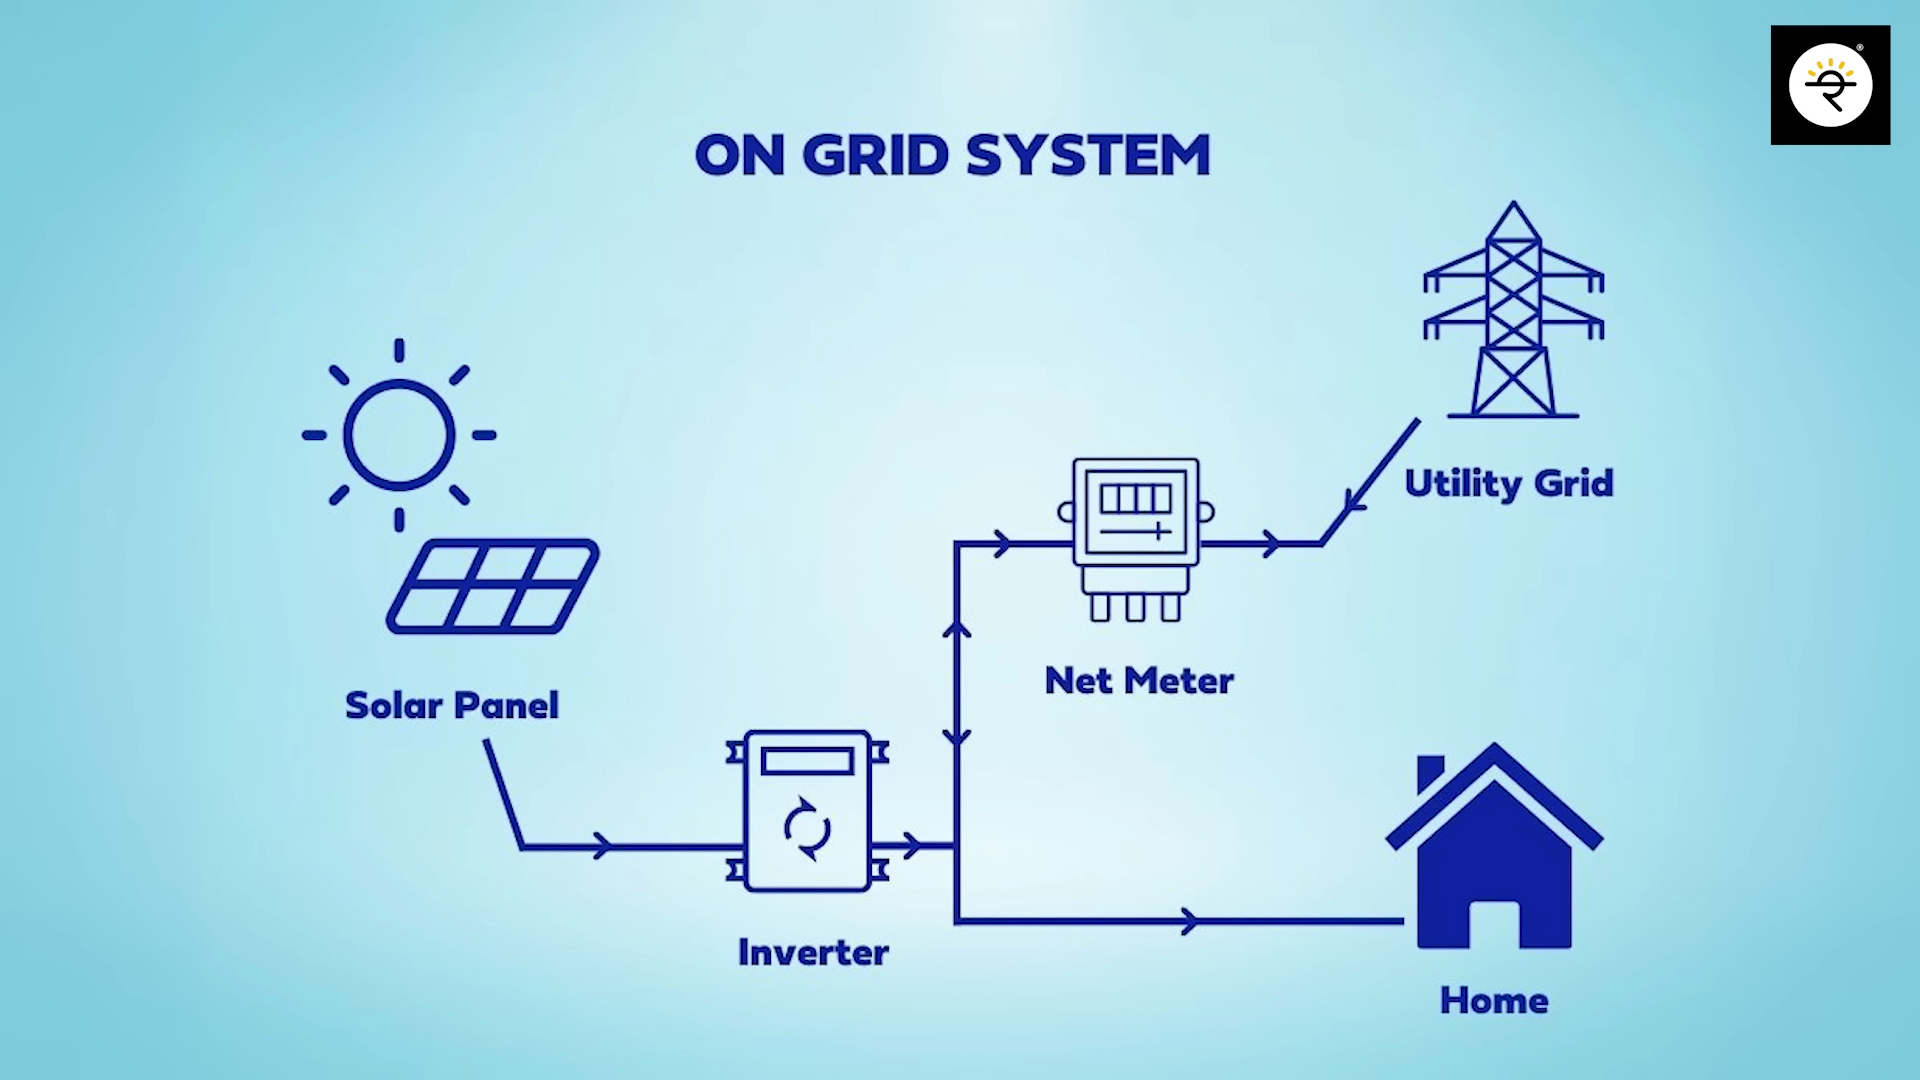 ON GRID SYSTEM
Utility Grid
Net Meter
Solar Panel
Inverter
Home